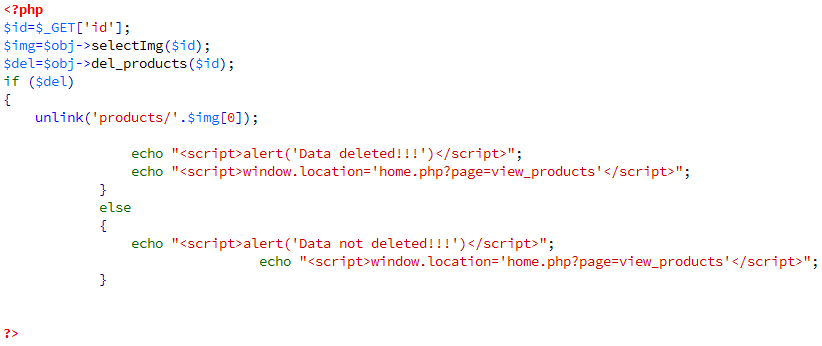 <?php
$id=$_GET['id'];
$img=$obj->selectImg($id);
$del=$obj->del_products($id);
if ($del)
{
    unlink('products/'.$img[0]);
                echo "<script>alert('Data deleted!!!')</script>";
                echo "<script>window.location='home.php?page=view_products'</script>";
            }
            else
            {
                echo "<script>alert('Data not deleted!!!')</script>";
                                echo "<script>window.location='home.php?page=view_products'</script>";
            }
?>